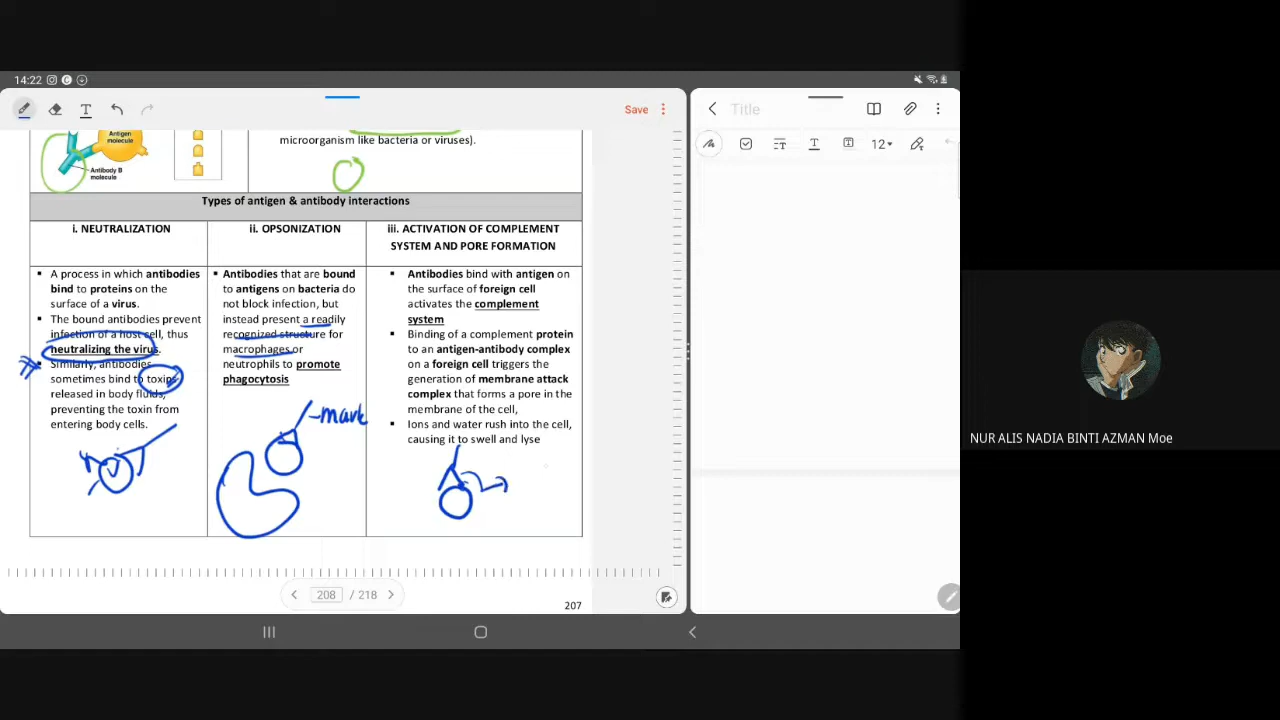 14:22
Save
Title
12
Antigen
molecule
Antibody B
molecule
microorganism like bacteria or viruses).
Types of antigen & antibody interactions
i. NEUTRALIZATION
▪ A process in which antibodies
bind to proteins on the
surface of a virus.
▪ The bound antibodies prevent
infection of a host cell, thus
neutralizing the virus.
▪ Similarly, antibodies
sometimes bind to toxins
released in body fluids,
preventing the toxin from
entering body cells.
ii. OPSONIZATION
▪ Antibodies that are bound
to antigens on bacteria do
not block infection, but
instead present a readily
recognized structure for
macrophages or
neutrophils to promote
phagocytosis
mark
iii. ACTIVATION OF COMPLEMENT
SYSTEM AND PORE FORMATION
▪ Antibodies bind with antigen on
the surface of foreign cell
activates the complement
system
▪ Binding of a complement protein
to an antigen-antibody complex
on a foreign cell triggers the
generation of membrane attack
complex that forms a pore in the
membrane of the cell,
▪ Ions and water rush into the cell,
causing it to swell and lyse
208 / 218
207
NUR ALIS NADIA BINTI AZMAN Moe